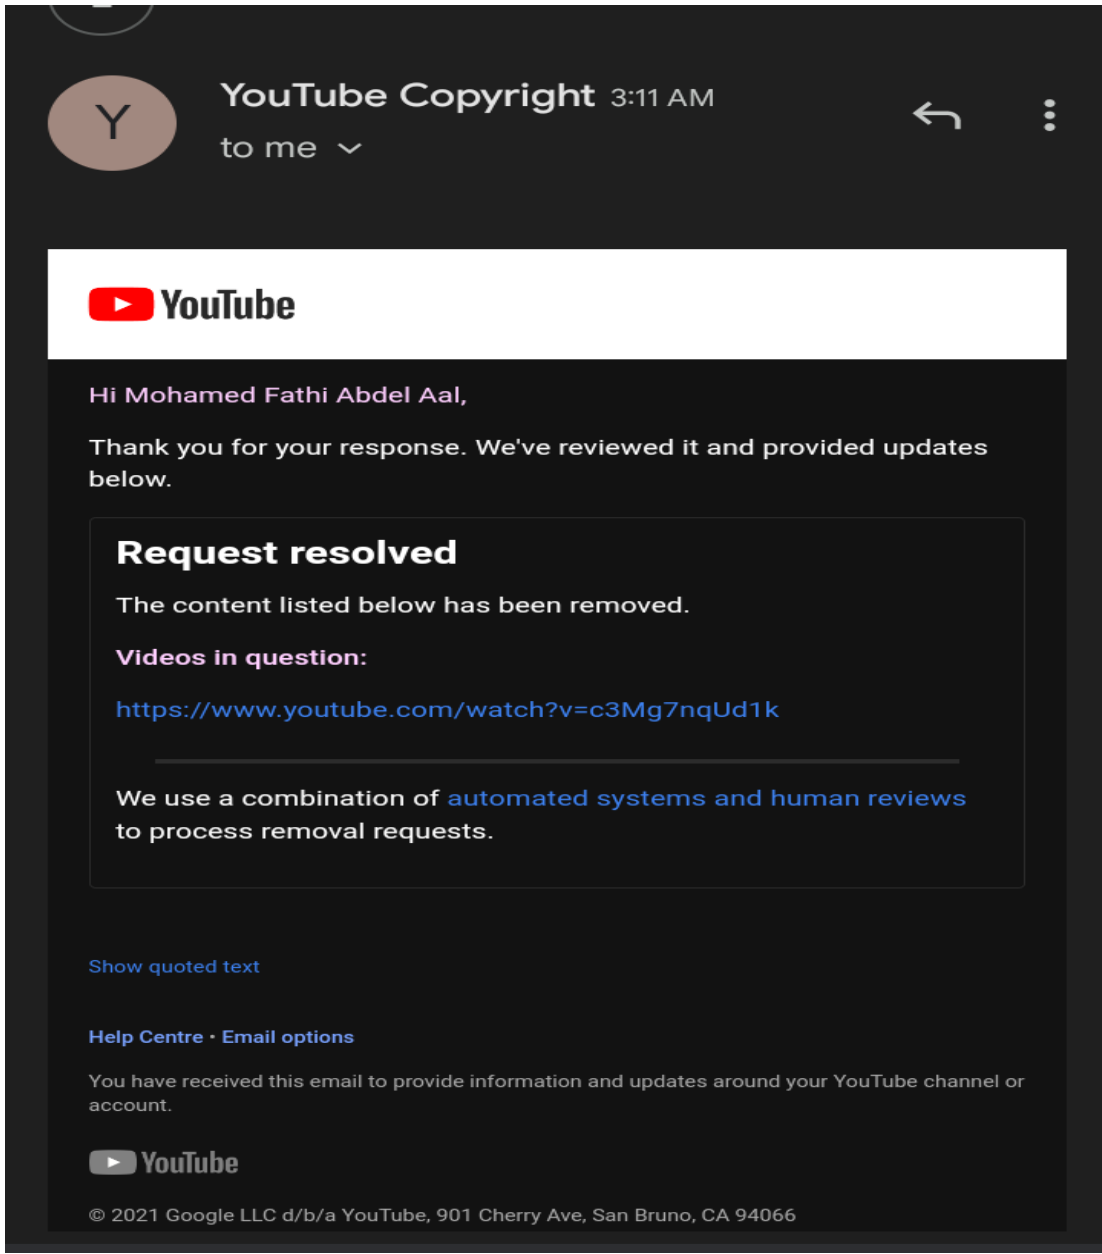 YouTube Copyright 3:11 AM
to me
Y
YouTube
Hi Mohamed Fathi Abdel Aal,
Thank you for your response. We've reviewed it and provided updates
below.
Request resolved
The content listed below has been removed.
Videos in question:
https://www.youtube.com/watch?v=c3Mg7nqUd1k
We use a combination of automated systems and human reviews
to process removal requests.
Show quoted text
Help Centre • Email options
You have received this email to provide information and updates around your YouTube channel or
account.
YouTube
© 2021 Google LLC d/b/a YouTube, 901 Cherry Ave, San Bruno, CA 94066